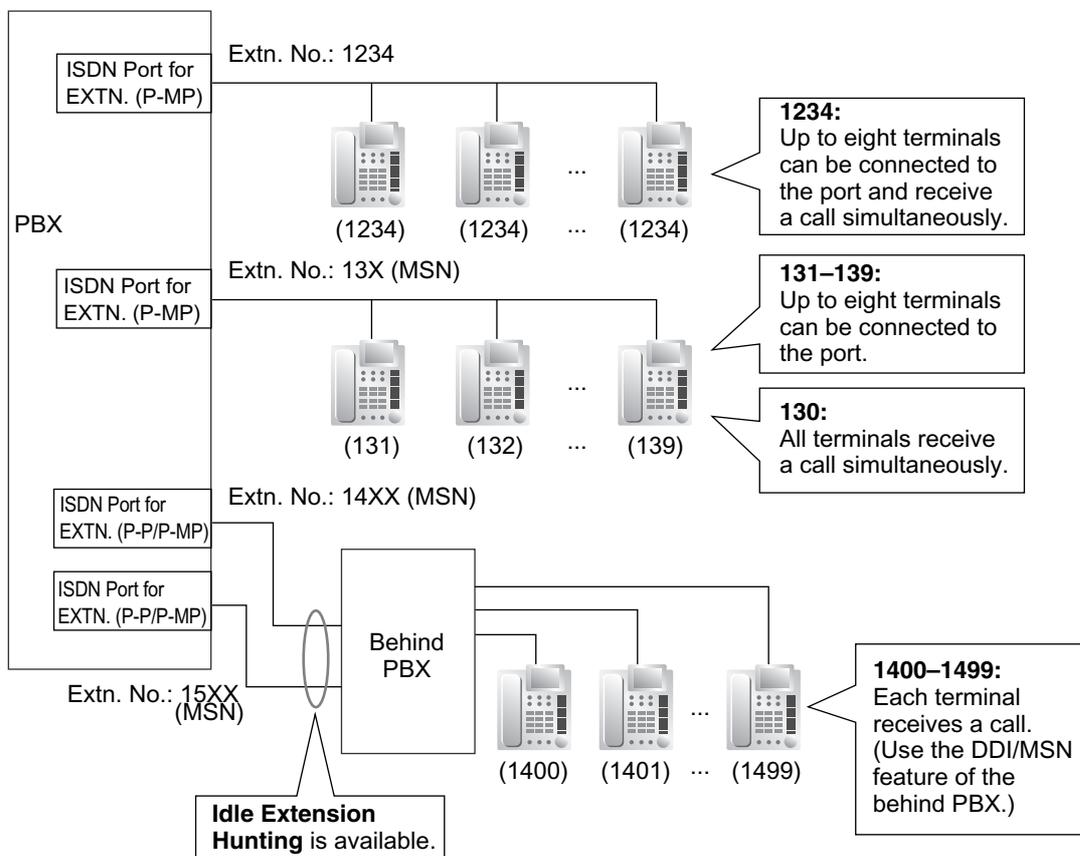 ISDN Port for
EXTN. (P-MP)
Extn. No.: 1234
1234:
Up to eight terminals
can be connected to
the port and receive
a call simultaneously.
...
(1234)
(1234)
...
(1234)
PBX
ISDN Port for
EXTN. (P-MP)
Extn. No.: 13X (MSN)
131–139:
Up to eight terminals
can be connected to
the port.
...
(131)
(132)
...
(139)
130:
All terminals receive
a call simultaneously.
ISDN Port for
EXTN. (P-P/P-MP)
Extn. No.: 14XX (MSN)
ISDN Port for
EXTN. (P-P/P-MP)
Extn. No.: 15XX
(MSN)
Behind
PBX
...
(1400)
(1401)
...
(1499)
1400–1499:
Each terminal
receives a call.
(Use the DDI/MSN
feature of the
behind PBX.)
Idle Extension
Hunting is available.